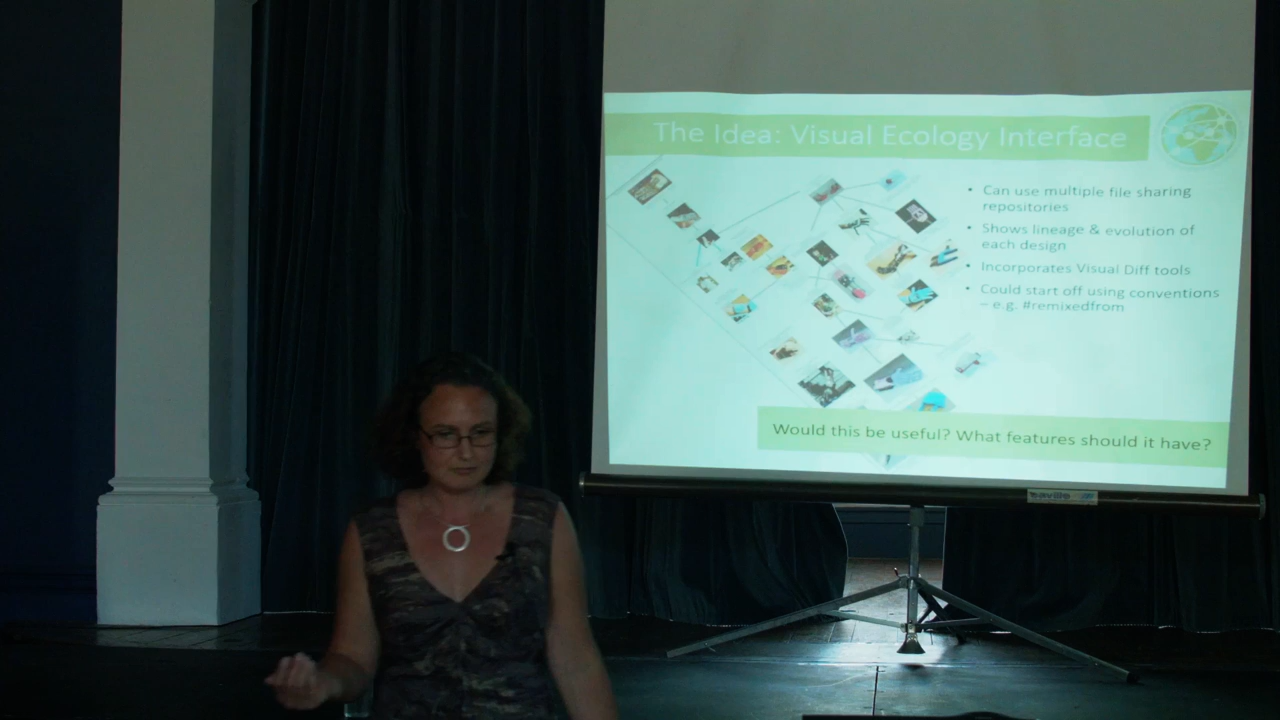 The Idea: Visual Ecology Interface
• Can use multiple file sharing
repositories
• Shows lineage & evolution of
each design
• Incorporates Visual Diff tools
• Could start off using conventions
– e.g. #remixedfrom
Would this be useful? What features should it have?
saville